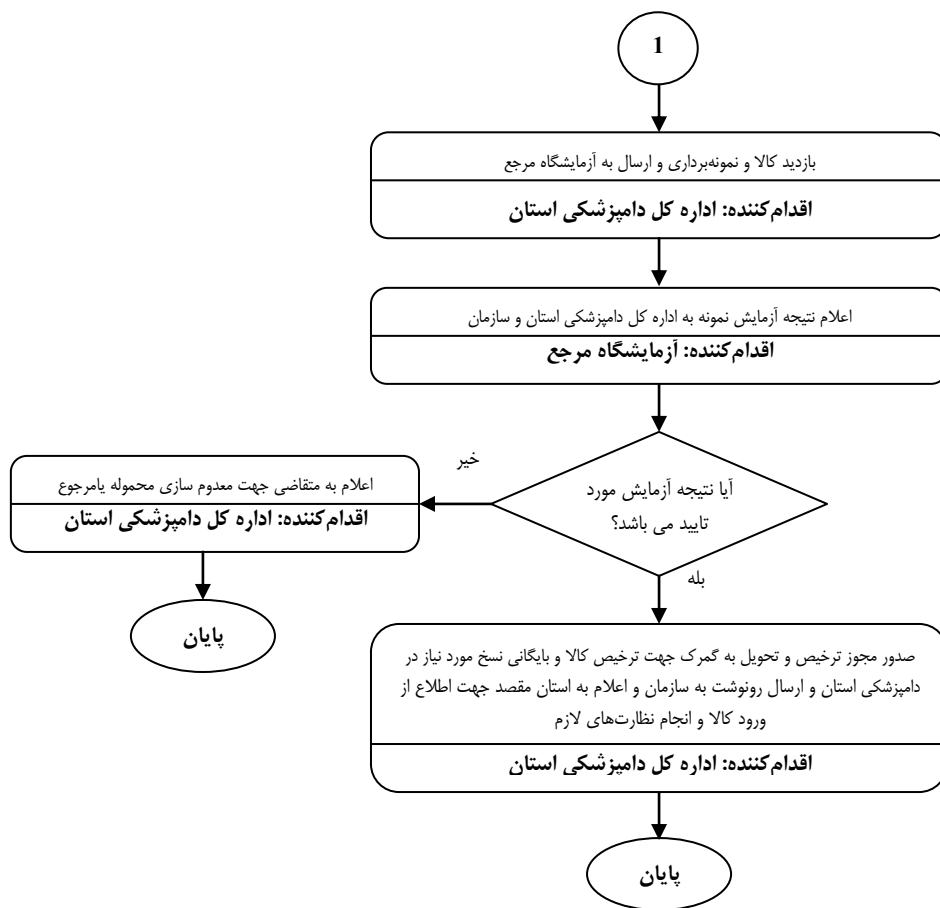 1
بازدید کالا و نمونه‌برداری و ارسال به آزمایشگاه مرجع
اقدام‌کننده: اداره کل دامپزشکی استان
اعلام نتیجه آزمایش نمونه به اداره کل دامپزشکی استان و سازمان
اقدام‌کننده: آزمایشگاه مرجع
آیا نتیجه آزمایش مورد
تایید می باشد؟
خیر
اعلام به متقاضی جهت معدوم سازی محموله یامرجوع
اقدام‌کننده: اداره کل دامپزشکی استان
پایان
بله
صدور مجوز ترخیص و تحویل به گمرک جهت ترخیص کالا و بایگانی نسخ مورد نیاز در
دامپزشکی استان و ارسال رونوشت به سازمان و اعلام به استان مقصد جهت اطلاع از
ورود کالا و انجام نظارت‌های لازم
اقدام‌کننده: اداره کل دامپزشکی استان
پایان